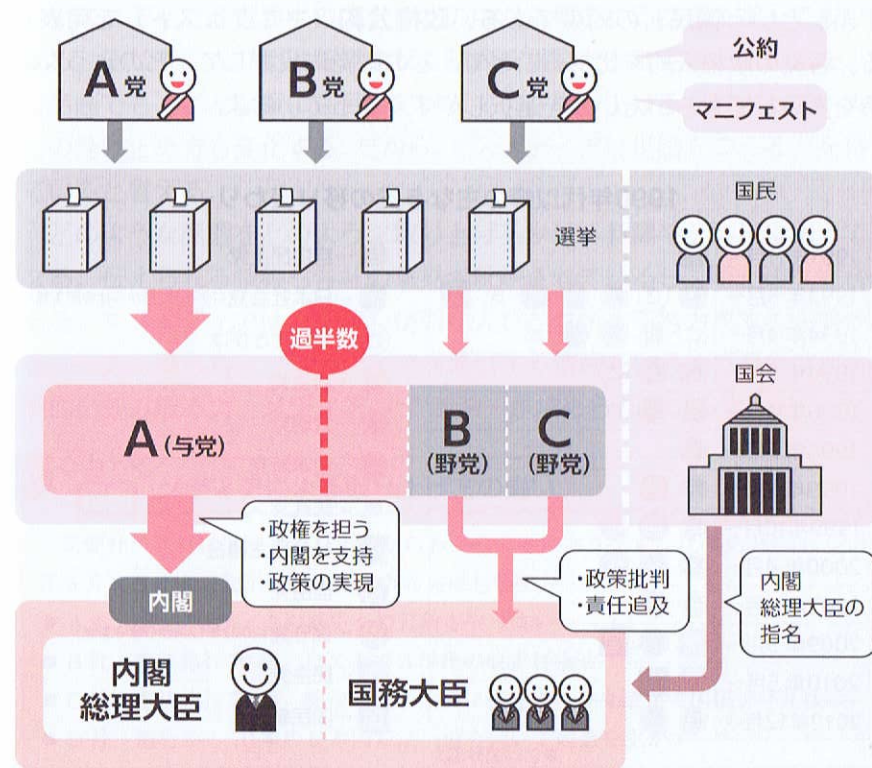 A党
B党
C党
公約
マニフェスト
選挙
国民
過半数
A(与党)
B
(野党)
C
(野党)
国会
・政権を担う
・内閣を支持
・政策の実現
・政策批判
・責任追及
内閣
総理大臣の
指名
内閣
内閣
総理大臣
国務大臣